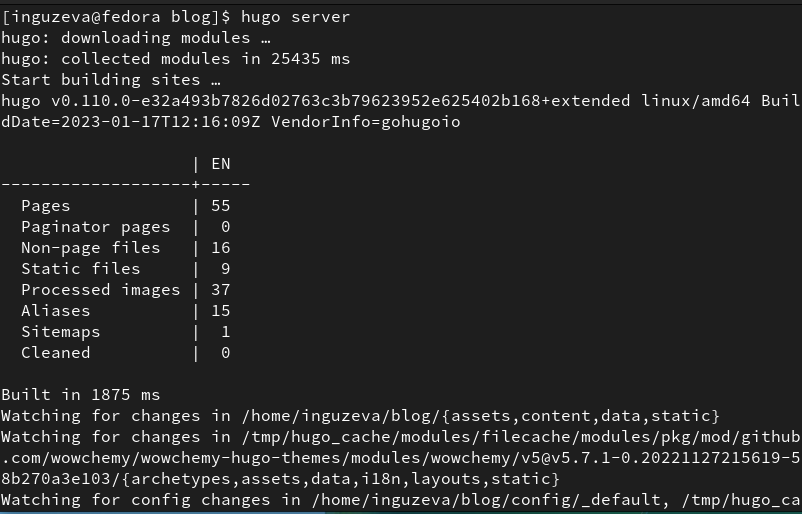 [inguzeva@fedora blog]$ hugo server
hugo: downloading modules …
hugo: collected modules in 25435 ms
Start building sites …
hugo v0.110.0-e32a493b7826d02763c3b79623952e625402b168+extended linux/amd64 Buil
dDate=2023-01-17T12:16:09Z VendorInfo=gohugoio
                   | EN
-------------------+-----
  Pages            | 55
  Paginator pages  |  0
  Non-page files   | 16
  Static files     |  9
  Processed images | 37
  Aliases          | 15
  Sitemaps         |  1
  Cleaned          |  0
Built in 1875 ms
Watching for changes in /home/inguzeva/blog/{assets,content,data,static}
Watching for changes in /tmp/hugo_cache/modules/filecache/modules/pkg/mod/github
.com/wowchemy/wowchemy-hugo-themes/modules/wowchemy/v5@v5.7.1-0.20221127215619-5
8b270a3e103/{archetypes,assets,data,i18n,layouts,static}
Watching for config changes in /home/inguzeva/blog/config/_default, /tmp/hugo_ca